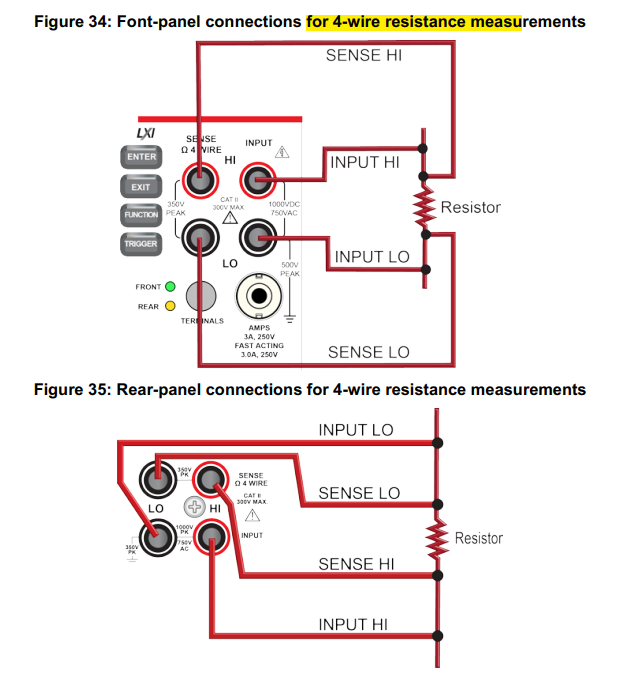 Figure 34: Font-panel connections for 4-wire resistance measurements
SENSE HI
LXI
SENSE
Ω 4 WIRE
INPUT
HI
ENTER
INPUT HI
EXIT
350V
PEAK
CAT II
300V MAX
1000VDC
750VAC
Resistor
FUNCTION
TRIGGER
LO
INPUT LO
500V
PEAK
FRONT
REAR
TERMINALS
AMPS
3A, 250V
FAST ACTING
3.0A, 250V
SENSE LO
Figure 35: Rear-panel connections for 4-wire resistance measurements
INPUT LO
350V
PK
SENSE
Ω 4 WIRE
SENSE LO
CAT II
300V MAX.
LO
HI
1000V
PK
INPUT
Resistor
750V
AC
350V
PK
SENSE HI
INPUT HI